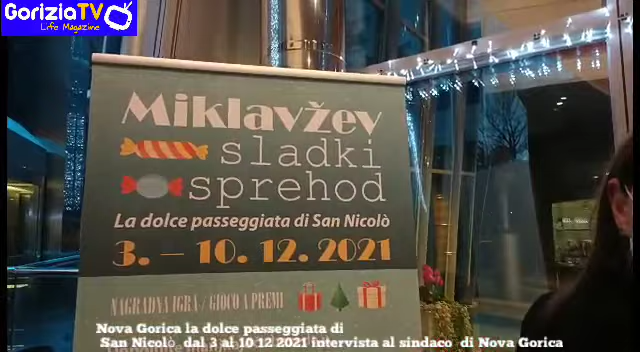 GoriziaTV
Life Magazine
Miklavžev
sladki
sprehod
La dolce passeggiata di San Nicolò
3. – 10. 12. 2021
NAGRADNA IGRA / GIOCO A PREMI
Nova Gorica la dolce passeggiata di
San Nicolò dal 3 al 10 12 2021 intervista al sindaco di Nova Gorica